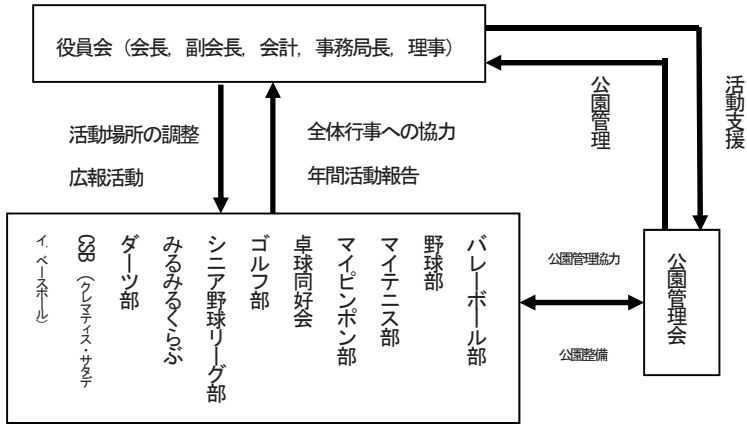 役員会（会長，副会長，会計，事務局長，理事）
活動支援
公園管理
活動場所の調整
広報活動
全体行事への協力
年間活動報告
バレーボール部
野球部
マイテニス部
マイピンポン部
卓球同好会
ゴルフ部
シニア野球リーグ部
みるみるくらぶ
ダーツ部
CSB（クレマティス・サタデ
イ．ベースボール）
公園管理協力
公園整備
公園管理会